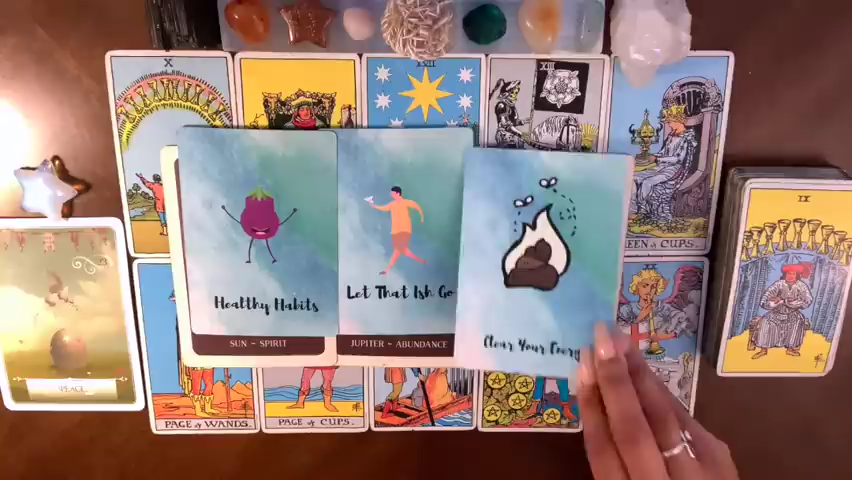 X
XIII
QUEEN of CUPS.
Healthy Habits
SUN ~ SPIRIT
Let That Ish Go
JUPITER ~ ABUNDANCE
Clear Your Energy
IX
PEACE
PAGE of WANDS.
PAGE of CUPS.